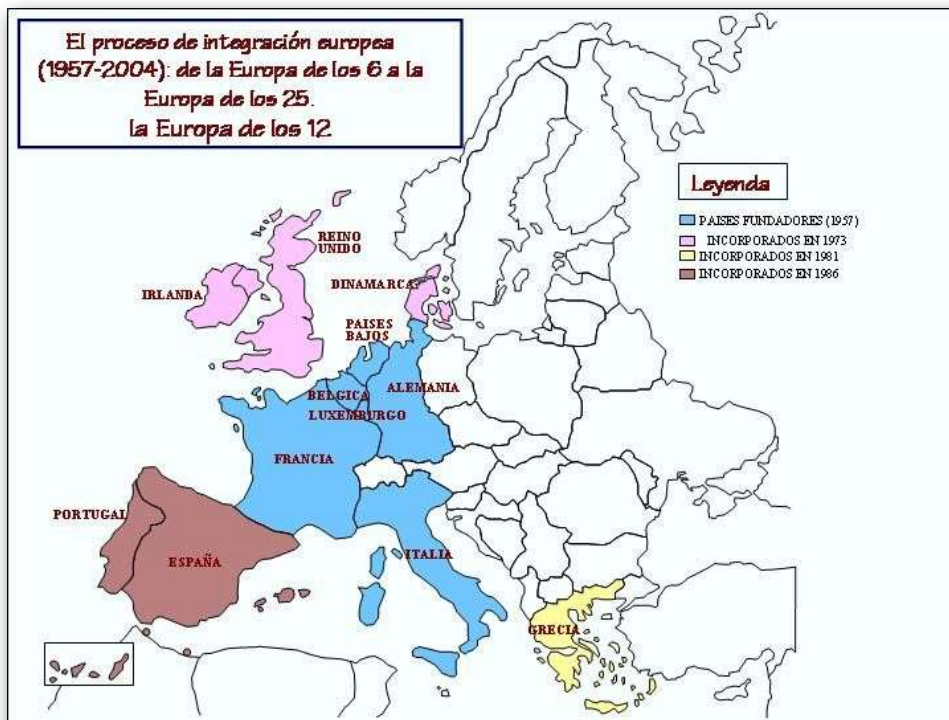 El proceso de integración europea
(1957-2004): de la Europa de los 6 a la
Europa de los 25.
la Europa de los 12
Leyenda
PAISES FUNDADORES (1957)
INCORPORADOS EN 1973
INCORPORADOS EN 1981
INCORPORADOS EN 1986
REINO
UNIDO
IRLANDA
DINAMARCA
PAISES
BAJOS
BELGICA
ALEMANIA
LUXEMBURGO
FRANCIA
PORTUGAL
ESPAÑA
ITALIA
GRECIA